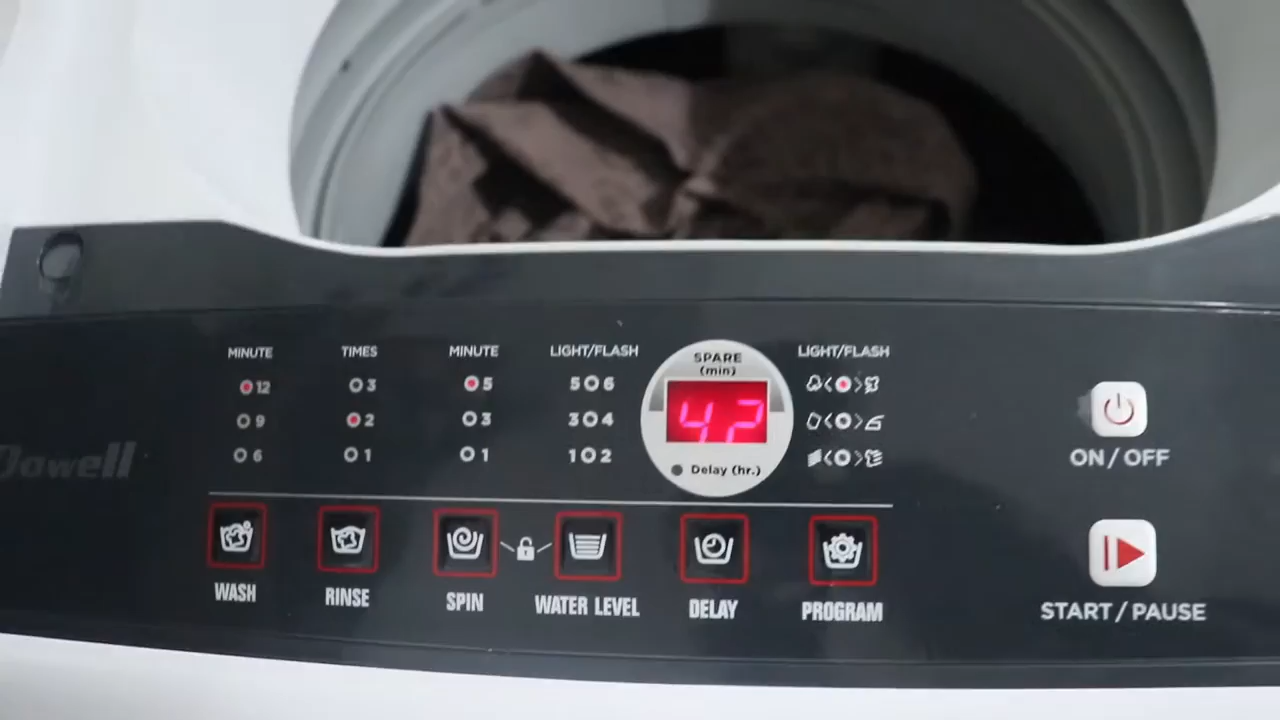 MINUTE TIMES MINUTE LIGHT/FLASH SPARE LIGHT/FLASH
(min)
12 3 5 5 6
9 2 3 3 4 42
6 1 1 1 2 Delay (hr.)
Dowell
ON/OFF
WASH RINSE SPIN WATER LEVEL DELAY PROGRAM
START/PAUSE